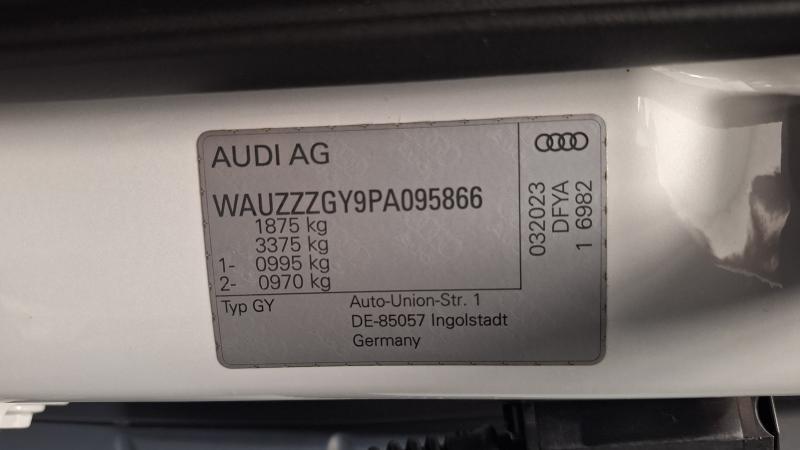 AUDI AG
WAUZZZGY9PA095866
1875 kg
3375 kg
1- 0995 kg
2- 0970 kg
Typ GY
Auto-Union-Str. 1
DE-85057 Ingolstadt
Germany
032023
DFYA
1 6982